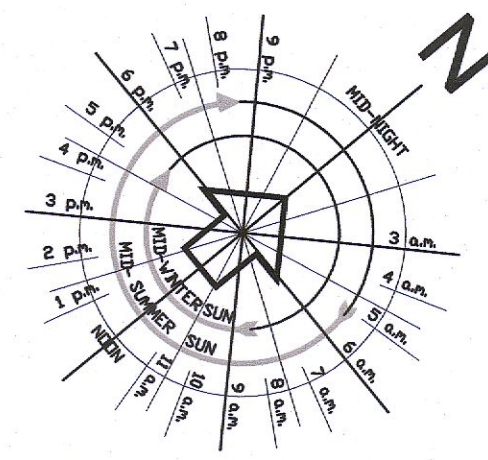 N
MID-NIGHT
3 a.m.
4 a.m.
5 a.m.
6 a.m.
7 a.m.
8 a.m.
9 a.m.
10 a.m.
11 a.m.
NOON
1 p.m.
2 p.m.
3 p.m.
4 p.m.
5 p.m.
6 p.m.
7 p.m.
8 p.m.
9 p.m.
MID-WINTER SUN
MID-SUMMER SUN